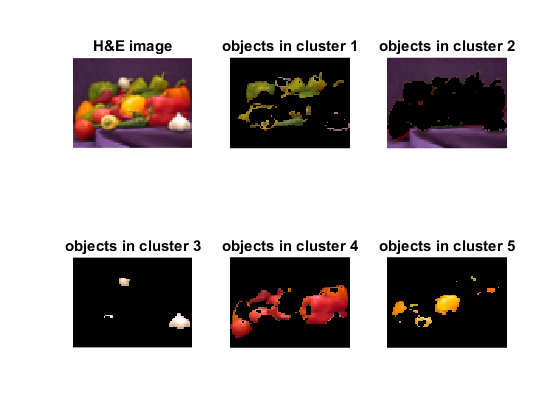 H&E image
objects in cluster 1
objects in cluster 2
objects in cluster 3
objects in cluster 4
objects in cluster 5